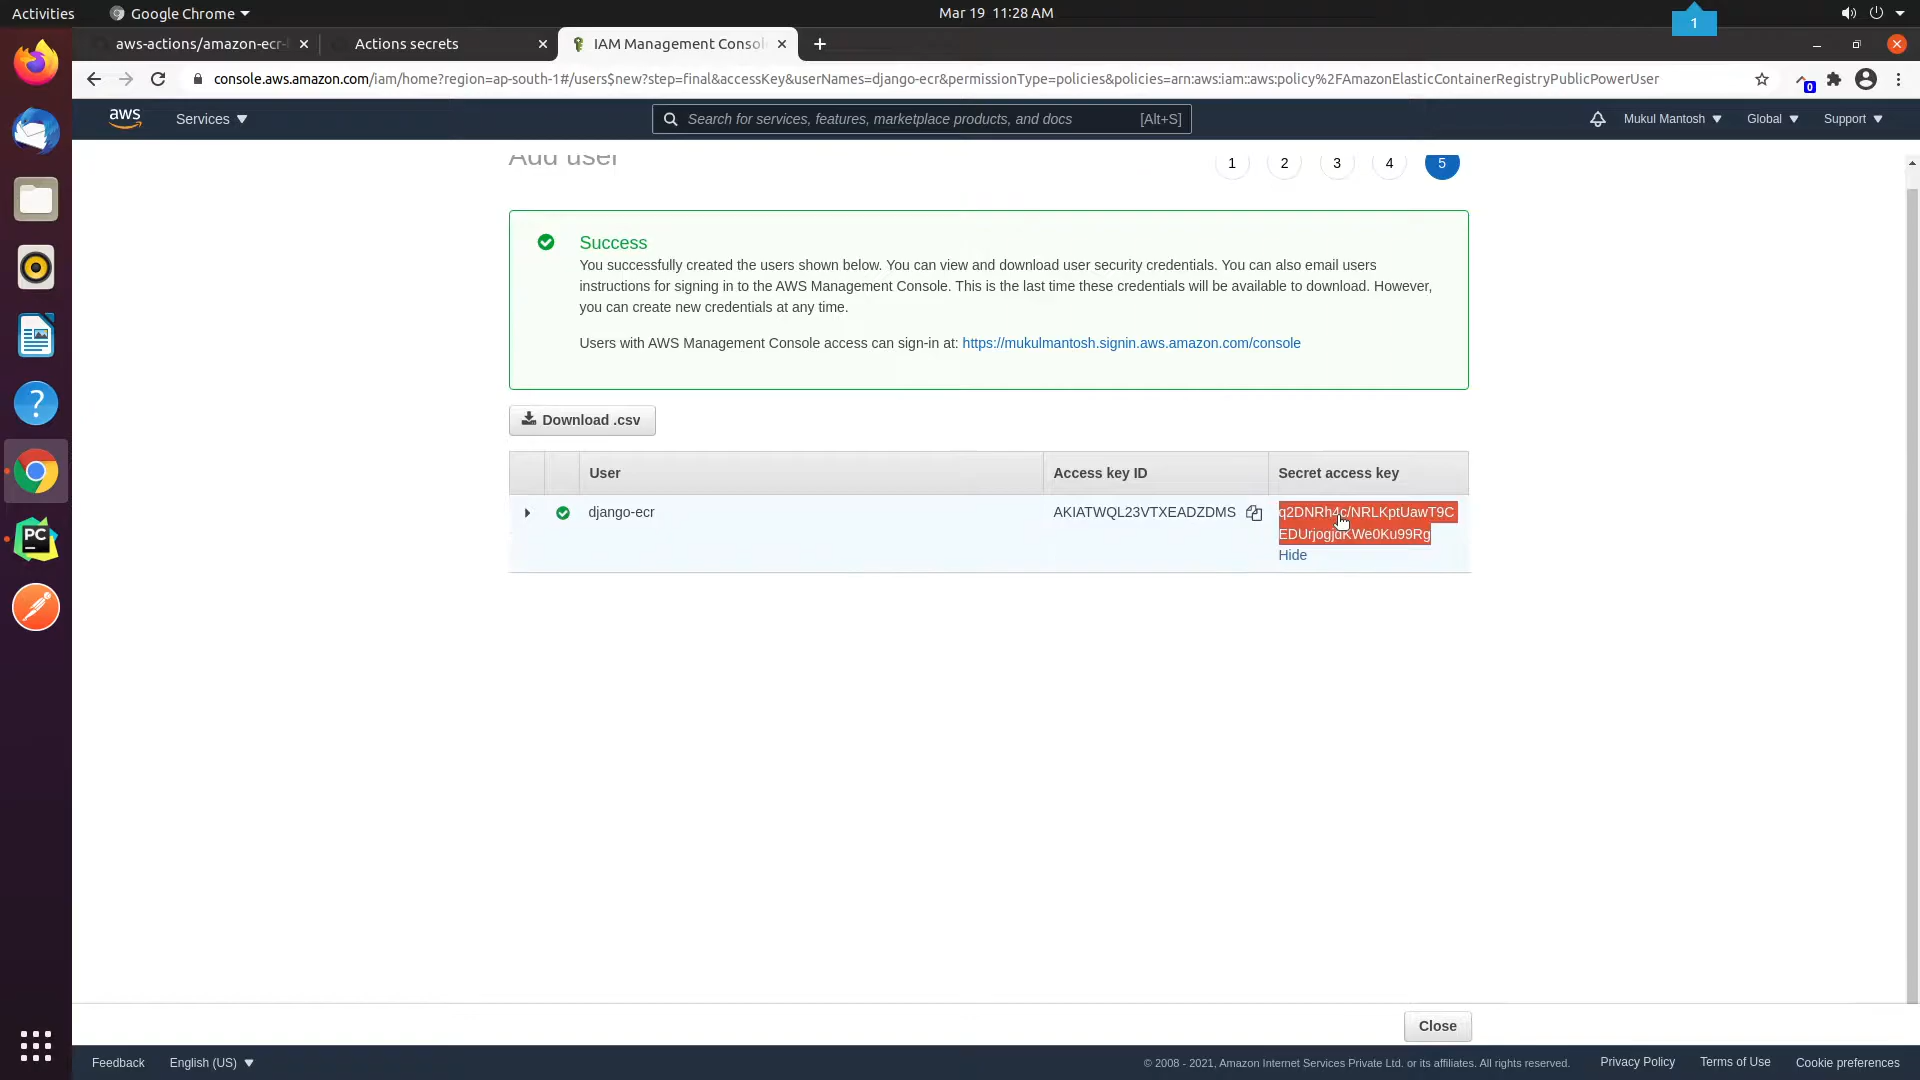 Activities
Google Chrome
Mar 19 11:28 AM
1
aws-actions/amazon-ecr-
Actions secrets
IAM Management Consol
console.aws.amazon.com/iam/home?region=ap-south-1#/users$new?step=final&accessKey&userNames=django-ecr&permissionType=policies&policies=arn:aws:iam::aws:policy%2FAmazonElasticContainerRegistryPublicPowerUser
0
aws
Services
Search for services, features, marketplace products, and docs [Alt+S]
Mukul Mantosh
Global
Support
Add user
1 2 3 4 5
Success
You successfully created the users shown below. You can view and download user security credentials. You can also email users
instructions for signing in to the AWS Management Console. This is the last time these credentials will be available to download. However,
you can create new credentials at any time.
Users with AWS Management Console access can sign-in at: https://mukulmantosh.signin.aws.amazon.com/console
Download .csv
User Access key ID Secret access key
django-ecr AKIATWQL23VTXEADZDMS
Hide
Close
Feedback
English (US)
© 2008 - 2021, Amazon Internet Services Private Ltd. or its affiliates. All rights reserved.
Privacy Policy
Terms of Use
Cookie preferences